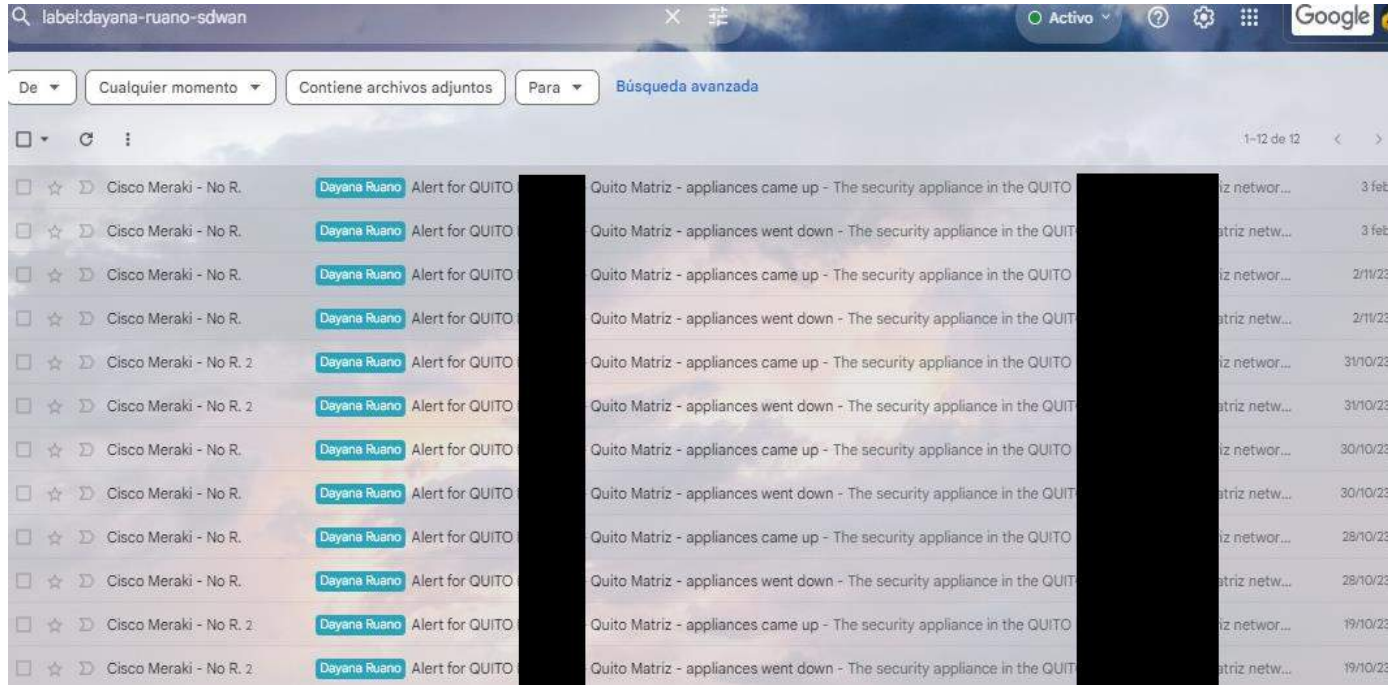 label:dayana-ruano-sdwan Activo Google
De Cualquier momento Contiene archivos adjuntos Para Búsqueda avanzada
1–12 de 12
Cisco Meraki - No R. Dayana Ruano Alert for QUITO Quito Matriz - appliances came up - The security appliance in the QUITO iz networ... 3 feb
Cisco Meraki - No R. Dayana Ruano Alert for QUITO Quito Matriz - appliances went down - The security appliance in the QUIT atriz netw... 3 feb
Cisco Meraki - No R. Dayana Ruano Alert for QUITO Quito Matriz - appliances came up - The security appliance in the QUITO iz networ... 2/11/23
Cisco Meraki - No R. Dayana Ruano Alert for QUITO Quito Matriz - appliances went down - The security appliance in the QUIT atriz netw... 2/11/23
Cisco Meraki - No R. 2 Dayana Ruano Alert for QUITO Quito Matriz - appliances came up - The security appliance in the QUITO iz networ... 31/10/23
Cisco Meraki - No R. 2 Dayana Ruano Alert for QUITO Quito Matriz - appliances went down - The security appliance in the QUIT atriz netw... 31/10/23
Cisco Meraki - No R. Dayana Ruano Alert for QUITO Quito Matriz - appliances came up - The security appliance in the QUITO iz networ... 30/10/23
Cisco Meraki - No R. Dayana Ruano Alert for QUITO Quito Matriz - appliances went down - The security appliance in the QUIT atriz netw... 30/10/23
Cisco Meraki - No R. Dayana Ruano Alert for QUITO Quito Matriz - appliances came up - The security appliance in the QUITO iz networ... 28/10/23
Cisco Meraki - No R. Dayana Ruano Alert for QUITO Quito Matriz - appliances went down - The security appliance in the QUIT atriz netw... 28/10/23
Cisco Meraki - No R. 2 Dayana Ruano Alert for QUITO Quito Matriz - appliances came up - The security appliance in the QUITO iz networ... 19/10/23
Cisco Meraki - No R. 2 Dayana Ruano Alert for QUITO Quito Matriz - appliances went down - The security appliance in the QUIT atriz netw... 19/10/23